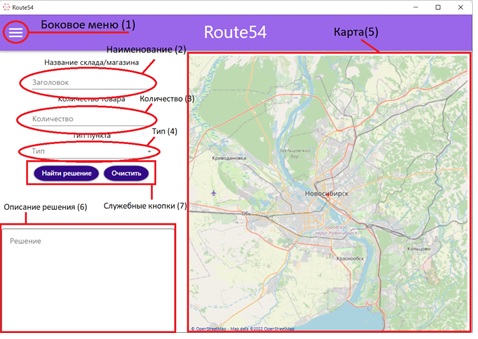 Route54
Боковое меню (1)
Route54
Карта(5)
Наименование (2)
Название склада/магазина
Заголовок
Количество товара
Количество (3)
Количество
Тип (4)
Тип пункта
Тип
Найти решение
Очистить
Описание решения (6)
Служебные кнопки (7)
Решение
Криводановка
Новосибирск
Кольцово
Краснообск
© OpenStreetMap - Map data ©2022 OpenStreetMap